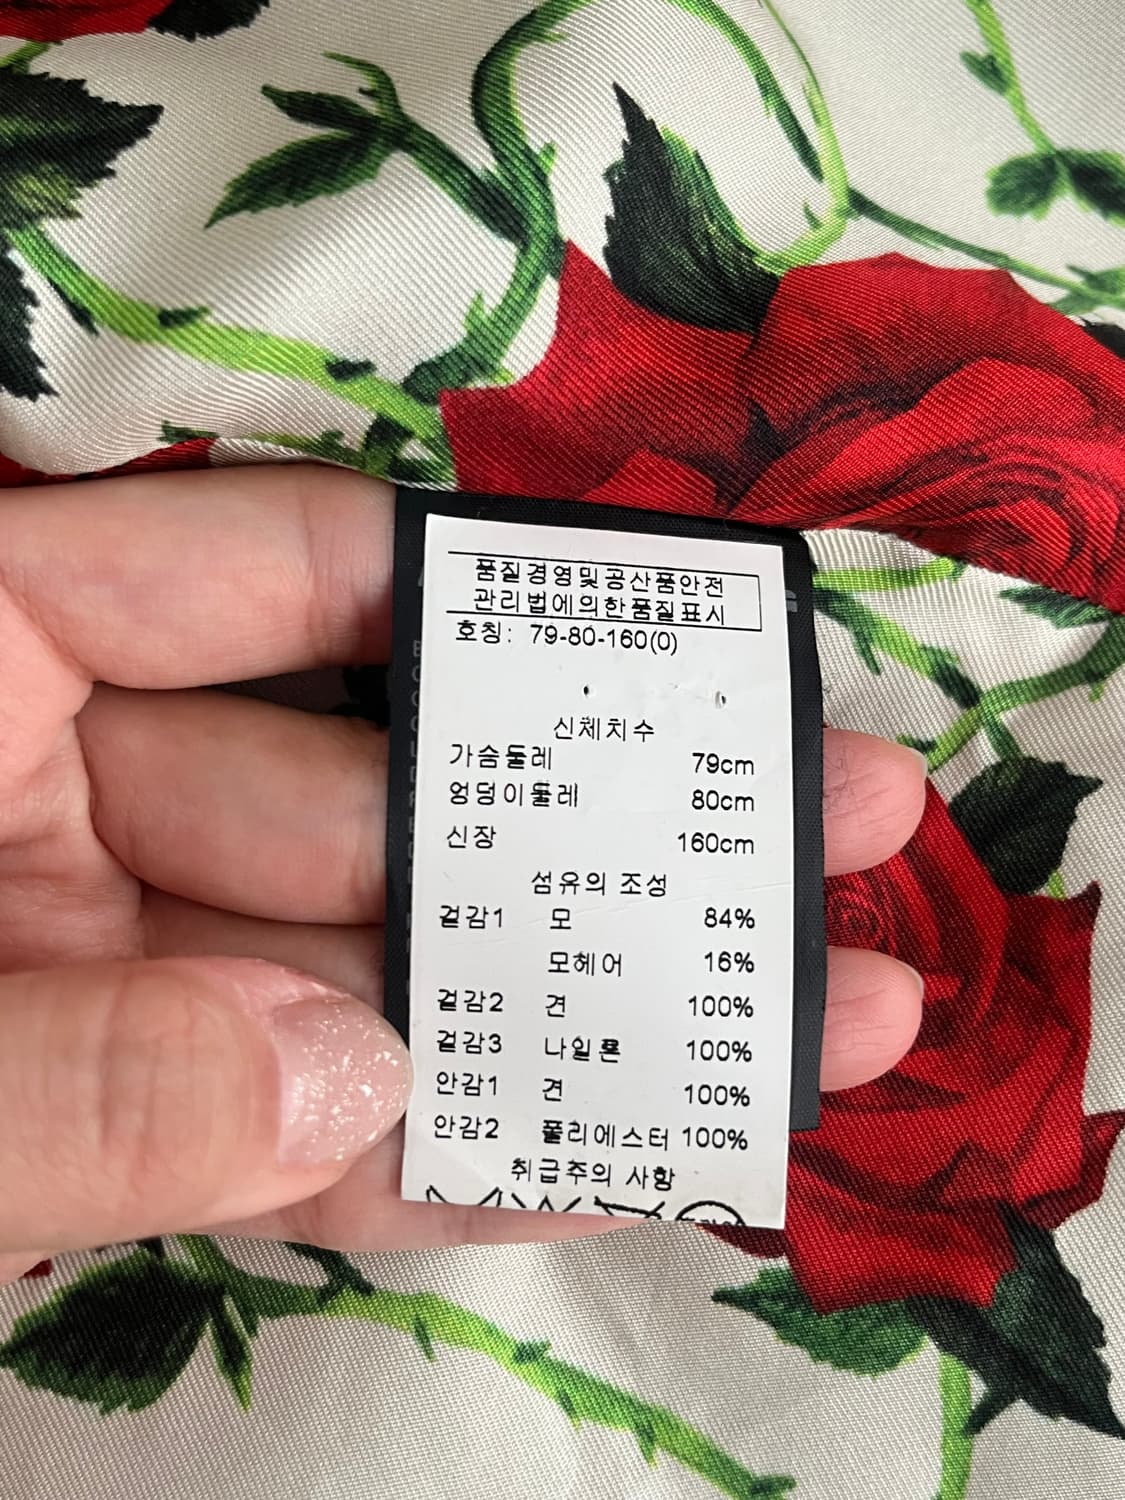 품질경영및공산품안전
관리법에의한품질표시
호칭: 79-80-160(0)
신체치수
가슴둘레 79cm
엉덩이둘레 80cm
신장 160cm
섬유의 조성
겉감1 모 84%
모헤어 16%
겉감2 견 100%
겉감3 나일론 100%
안감1 견 100%
안감2 폴리에스터 100%
취급주의 사항